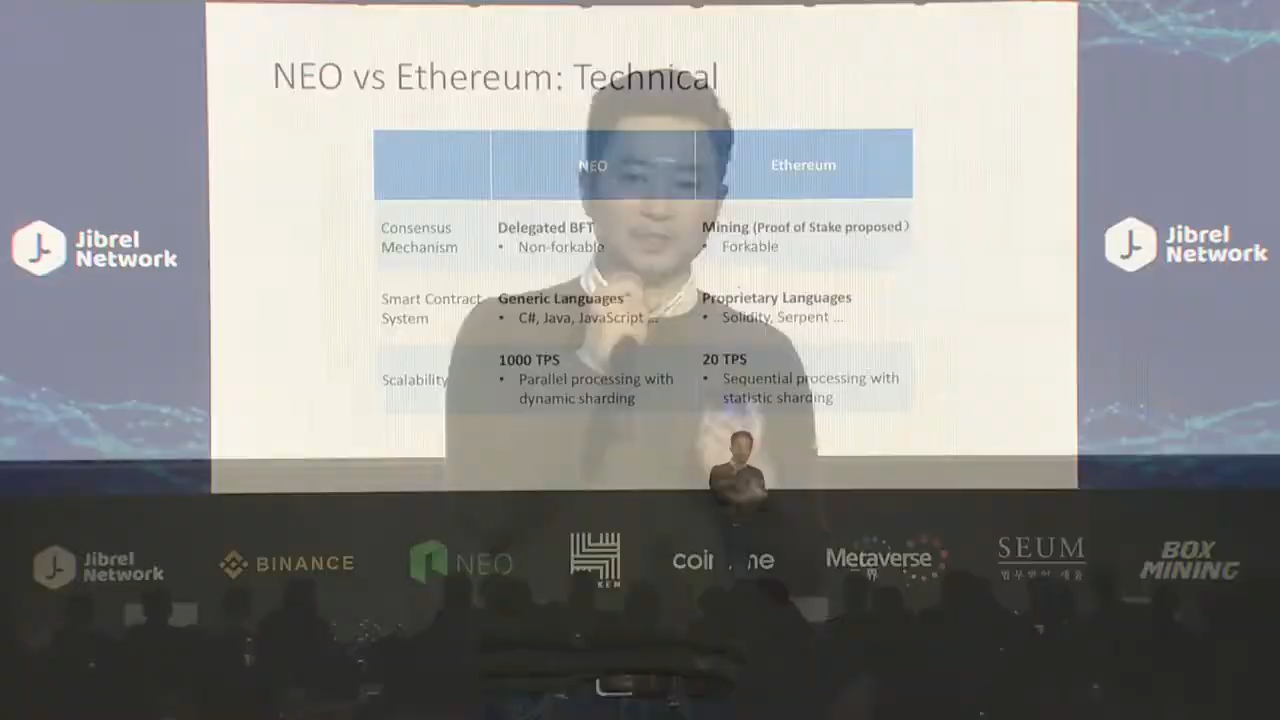 NEO vs Ethereum: Technical
NEO
Ethereum
Consensus
Mechanism
Delegated BFT
• Non-forkable
Mining (Proof of Stake proposed)
• Forkable
Smart Contract
System
Generic Languages
• C#, Java, JavaScript ...
Proprietary Languages
• Solidity, Serpent ...
Scalability
1000 TPS
• Parallel processing with
dynamic sharding
20 TPS
• Sequential processing with
statistic sharding
Jibrel
Network
Jibrel
Network
Jibrel
Network
BINANCE
NEO
KEN
Metaverse
界
SEUM
BOX
MINING